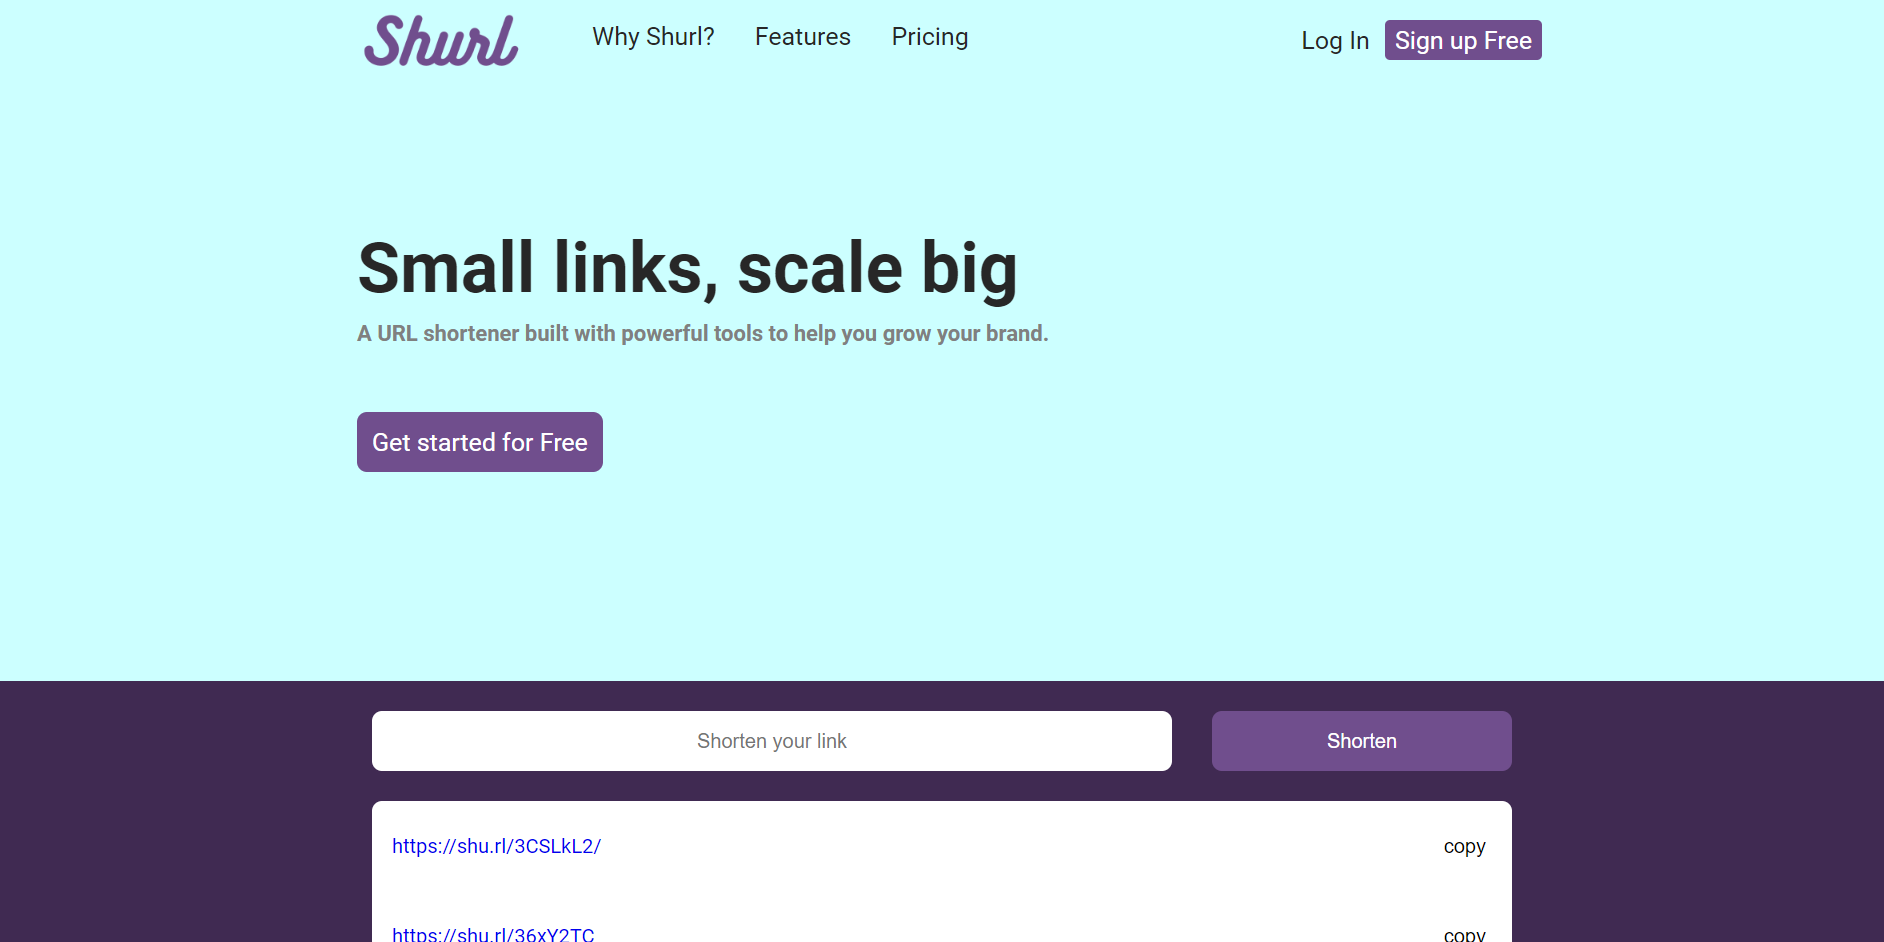 Shurl Why Shurl? Features Pricing Log In Sign up Free
Small links, scale big
A URL shortener built with powerful tools to help you grow your brand.
Get started for Free
Shorten your link Shorten
https://shu.rl/3CSLkL2/ copy
https://shu.rl/36xY2TC copy